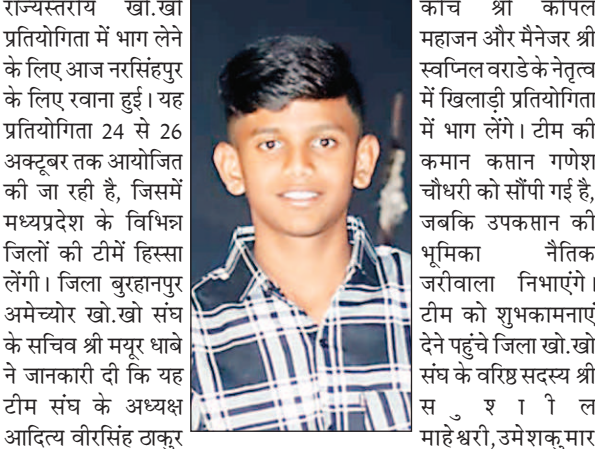 राज्यस्तरीय खो.खो
प्रतियोगिता में भाग लेने
के लिए आज नरसिंहपुर
के लिए रवाना हुई। यह
प्रतियोगिता 24 से 26
अक्टूबर तक आयोजित
की जा रही है, जिसमें
मध्यप्रदेश के विभिन्न
जिलों की टीमें हिस्सा
लेंगी। जिला बुरहानपुर
अमेच्योर खो.खो संघ
के सचिव श्री मयूर धाबे
ने जानकारी दी कि यह
टीम संघ के अध्यक्ष
आदित्य वीरसिंह ठाकुर
कोच श्री कपिल
महाजन और मैनेजर श्री
स्वप्निल वराडे के नेतृत्व
में खिलाड़ी प्रतियोगिता
में भाग लेंगे। टीम की
कमान कप्तान गणेश
चौधरी को सौंपी गई है,
जबकि उपकप्तान की
भूमिका नैतिक
जरीवाला निभाएंगे।
टीम को शुभकामनाएं
देने पहुंचे जिला खो.खो
संघ के वरिष्ठ सदस्य श्री
स ु श ा ी ल
माहेश्वरी,उमेशकुमार